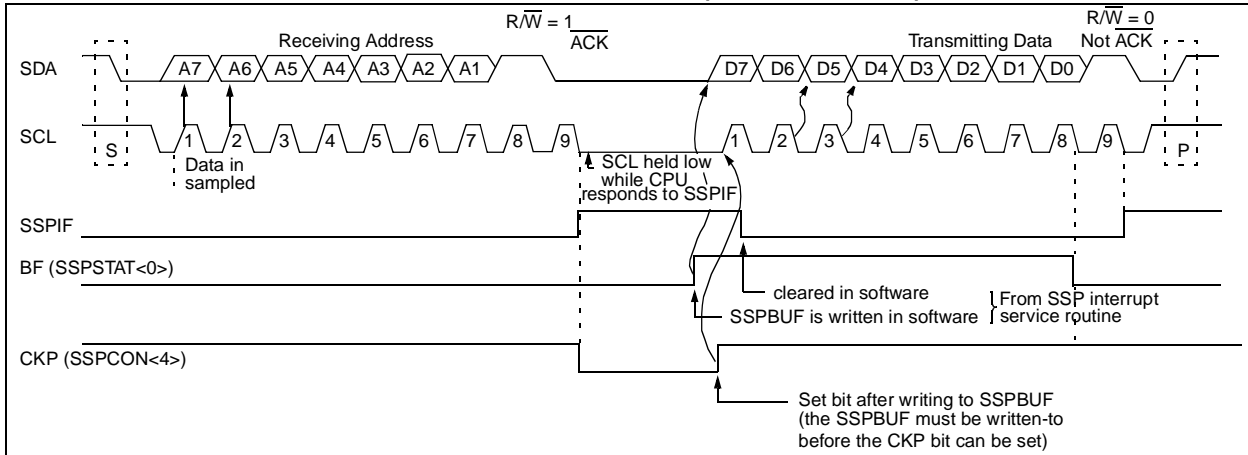 R/W̅ = 1
A̅C̅K̅
R/W̅ = 0
Not A̅C̅K̅
Receiving Address
Transmitting Data
SDA
A7 A6 A5 A4 A3 A2 A1
D7 D6 D5 D4 D3 D2 D1 D0
SCL
S
1 2 3 4 5 6 7 8 9
1 2 3 4 5 6 7 8 9
P
Data in
sampled
SCL held low
while CPU
responds to SSPIF
SSPIF
BF (SSPSTAT<0>)
cleared in software
SSPBUF is written in software
From SSP interrupt
service routine
CKP (SSPCON<4>)
Set bit after writing to SSPBUF
(the SSPBUF must be written-to
before the CKP bit can be set)